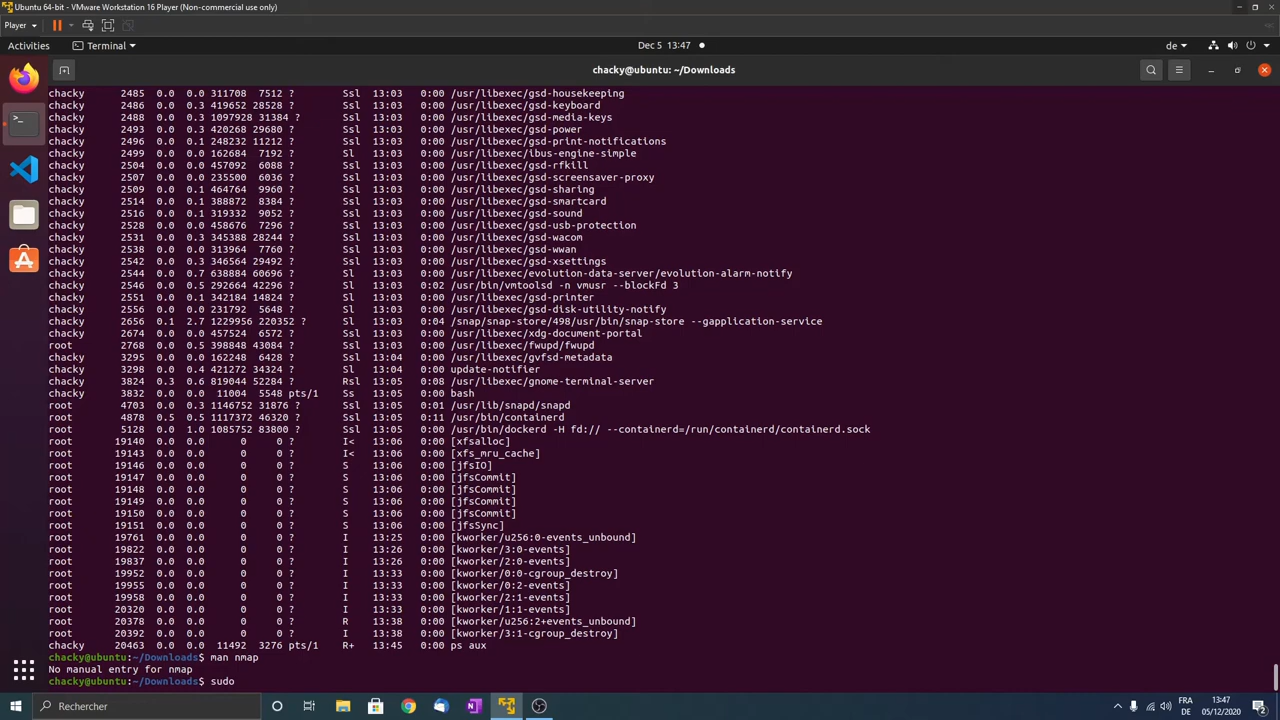 Ubuntu 64-bit - VMware Workstation 16 Player (Non-commercial use only)
Player
Activities Terminal Dec 5 13:47 de
chacky@ubuntu: ~/Downloads
chacky 2485 0.0 0.3 311708 7512 ? Ssl 13:03 0:00 /usr/libexec/gsd-housekeeping
chacky 2486 0.0 0.3 419652 28528 ? Ssl 13:03 0:00 /usr/libexec/gsd-keyboard
chacky 2488 0.0 0.3 1097928 31384 ? Ssl 13:03 0:00 /usr/libexec/gsd-media-keys
chacky 2493 0.0 0.3 420268 29680 ? Ssl 13:03 0:00 /usr/libexec/gsd-power
chacky 2496 0.0 0.1 248232 11212 ? Ssl 13:03 0:00 /usr/libexec/gsd-print-notifications
chacky 2499 0.0 0.0 162684 7192 ? Sl 13:03 0:00 /usr/libexec/ibus-engine-simple
chacky 2504 0.0 0.0 457092 6088 ? Ssl 13:03 0:00 /usr/libexec/gsd-rfkill
chacky 2507 0.0 0.0 235500 6036 ? Ssl 13:03 0:00 /usr/libexec/gsd-screensaver-proxy
chacky 2509 0.0 0.1 464764 9960 ? Ssl 13:03 0:00 /usr/libexec/gsd-sharing
chacky 2514 0.0 0.1 388872 8384 ? Ssl 13:03 0:00 /usr/libexec/gsd-smartcard
chacky 2516 0.0 0.1 319332 9052 ? Ssl 13:03 0:00 /usr/libexec/gsd-sound
chacky 2528 0.0 0.0 458676 7296 ? Ssl 13:03 0:00 /usr/libexec/gsd-usb-protection
chacky 2531 0.0 0.3 345388 28244 ? Ssl 13:03 0:00 /usr/libexec/gsd-wacom
chacky 2538 0.0 0.0 313964 7760 ? Ssl 13:03 0:00 /usr/libexec/gsd-wwan
chacky 2542 0.0 0.3 346564 29492 ? Ssl 13:03 0:00 /usr/libexec/gsd-xsettings
chacky 2544 0.0 0.7 638884 60696 ? Sl 13:03 0:00 /usr/libexec/evolution-data-server/evolution-alarm-notify
chacky 2546 0.0 0.5 292664 42296 ? Sl 13:03 0:02 /usr/bin/vmtoolsd -n vmusr --blockFd 3
chacky 2551 0.0 0.1 342184 14824 ? Sl 13:03 0:00 /usr/libexec/gsd-printer
chacky 2556 0.0 0.0 231792 5648 ? Sl 13:03 0:00 /usr/libexec/gsd-disk-utility-notify
chacky 2656 0.1 2.7 1229956 220352 ? Sl 13:03 0:04 /snap/snap-store/498/usr/bin/snap-store --gapplication-service
chacky 2674 0.0 0.0 457524 6572 ? Ssl 13:03 0:00 /usr/libexec/xdg-document-portal
root 2768 0.0 0.5 398848 43084 ? Ssl 13:03 0:00 /usr/libexec/fwupd/fwupd
chacky 3295 0.0 0.0 162248 6428 ? Ssl 13:04 0:00 /usr/libexec/gvfsd-metadata
chacky 3298 0.0 0.4 421272 34324 ? Sl 13:04 0:00 update-notifier
chacky 3824 0.3 0.6 819044 52284 ? Rsl 13:05 0:08 /usr/libexec/gnome-terminal-server
chacky 3832 0.0 0.0 11004 5548 pts/1 Ss 13:05 0:00 bash
root 4703 0.0 0.3 1146752 31876 ? Ssl 13:05 0:01 /usr/lib/snapd/snapd
root 4878 0.5 0.5 1117372 46320 ? Ssl 13:05 0:11 /usr/bin/containerd
root 5128 0.0 1.0 1085752 83800 ? Ssl 13:05 0:00 /usr/bin/dockerd -H fd:// --containerd=/run/containerd/containerd.sock
root 19140 0.0 0.0 0 0 ? I< 13:06 0:00 [xfsalloc]
root 19143 0.0 0.0 0 0 ? I< 13:06 0:00 [xfs_mru_cache]
root 19146 0.0 0.0 0 0 ? S 13:06 0:00 [jfsIO]
root 19147 0.0 0.0 0 0 ? S 13:06 0:00 [jfsCommit]
root 19148 0.0 0.0 0 0 ? S 13:06 0:00 [jfsCommit]
root 19149 0.0 0.0 0 0 ? S 13:06 0:00 [jfsCommit]
root 19150 0.0 0.0 0 0 ? S 13:06 0:00 [jfsCommit]
root 19151 0.0 0.0 0 0 ? S 13:06 0:00 [jfsSync]
root 19761 0.0 0.0 0 0 ? I 13:25 0:00 [kworker/u256:0-events_unbound]
root 19822 0.0 0.0 0 0 ? I 13:26 0:00 [kworker/3:0-events]
root 19837 0.0 0.0 0 0 ? I 13:26 0:00 [kworker/2:0-events]
root 19952 0.0 0.0 0 0 ? I 13:33 0:00 [kworker/0:0-cgroup_destroy]
root 19955 0.0 0.0 0 0 ? I 13:33 0:00 [kworker/0:2-events]
root 19958 0.0 0.0 0 0 ? I 13:33 0:00 [kworker/2:1-events]
root 20320 0.0 0.0 0 0 ? I 13:33 0:00 [kworker/1:1-events]
root 20378 0.0 0.0 0 0 ? R 13:38 0:00 [kworker/u256:2+events_unbound]
root 20392 0.0 0.0 0 0 ? I 13:38 0:00 [kworker/3:1-cgroup_destroy]
chacky 20463 0.0 0.0 11492 3276 pts/1 R+ 13:45 0:00 ps aux
chacky@ubuntu:~/Downloads$ man nmap
No manual entry for nmap
chacky@ubuntu:~/Downloads$ sudo
Rechercher
FRA
DE
13:47
05/12/2020
2